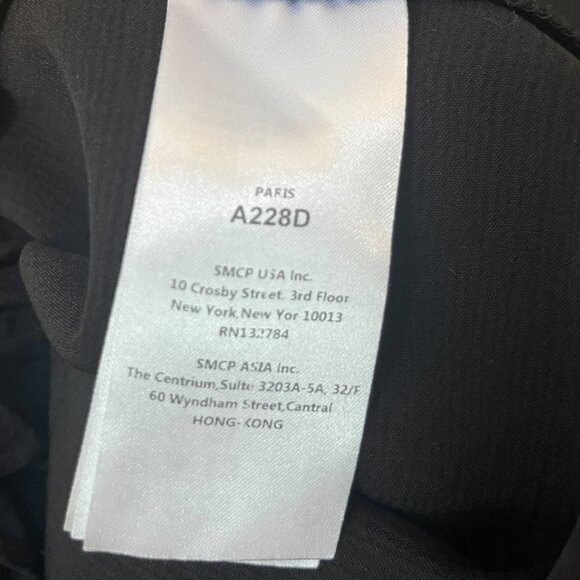 PARIS
A228D
SMCP USA Inc.
10 Crosby Street. 3rd Floor
New York,New Yor 10013
RN132784
SMCP ASIA Inc.
The Centrium,Suite 3203A-5A, 32/F
60 Wyndham Street,Cantral
HONG-KONG